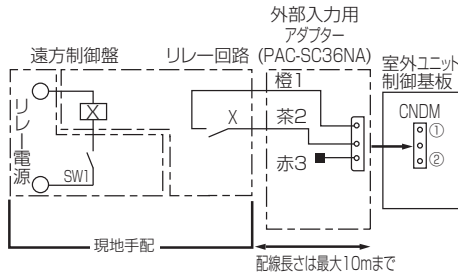 外部入力用
アダプター
遠方制御盤
リレー回路
(PAC-SC36NA)
室外ユニット
制御基板
橙1
リレー電源
X
X
茶2
CNDM
①
②
赤3
SW1
現地手配
配線長さは最大10mまで